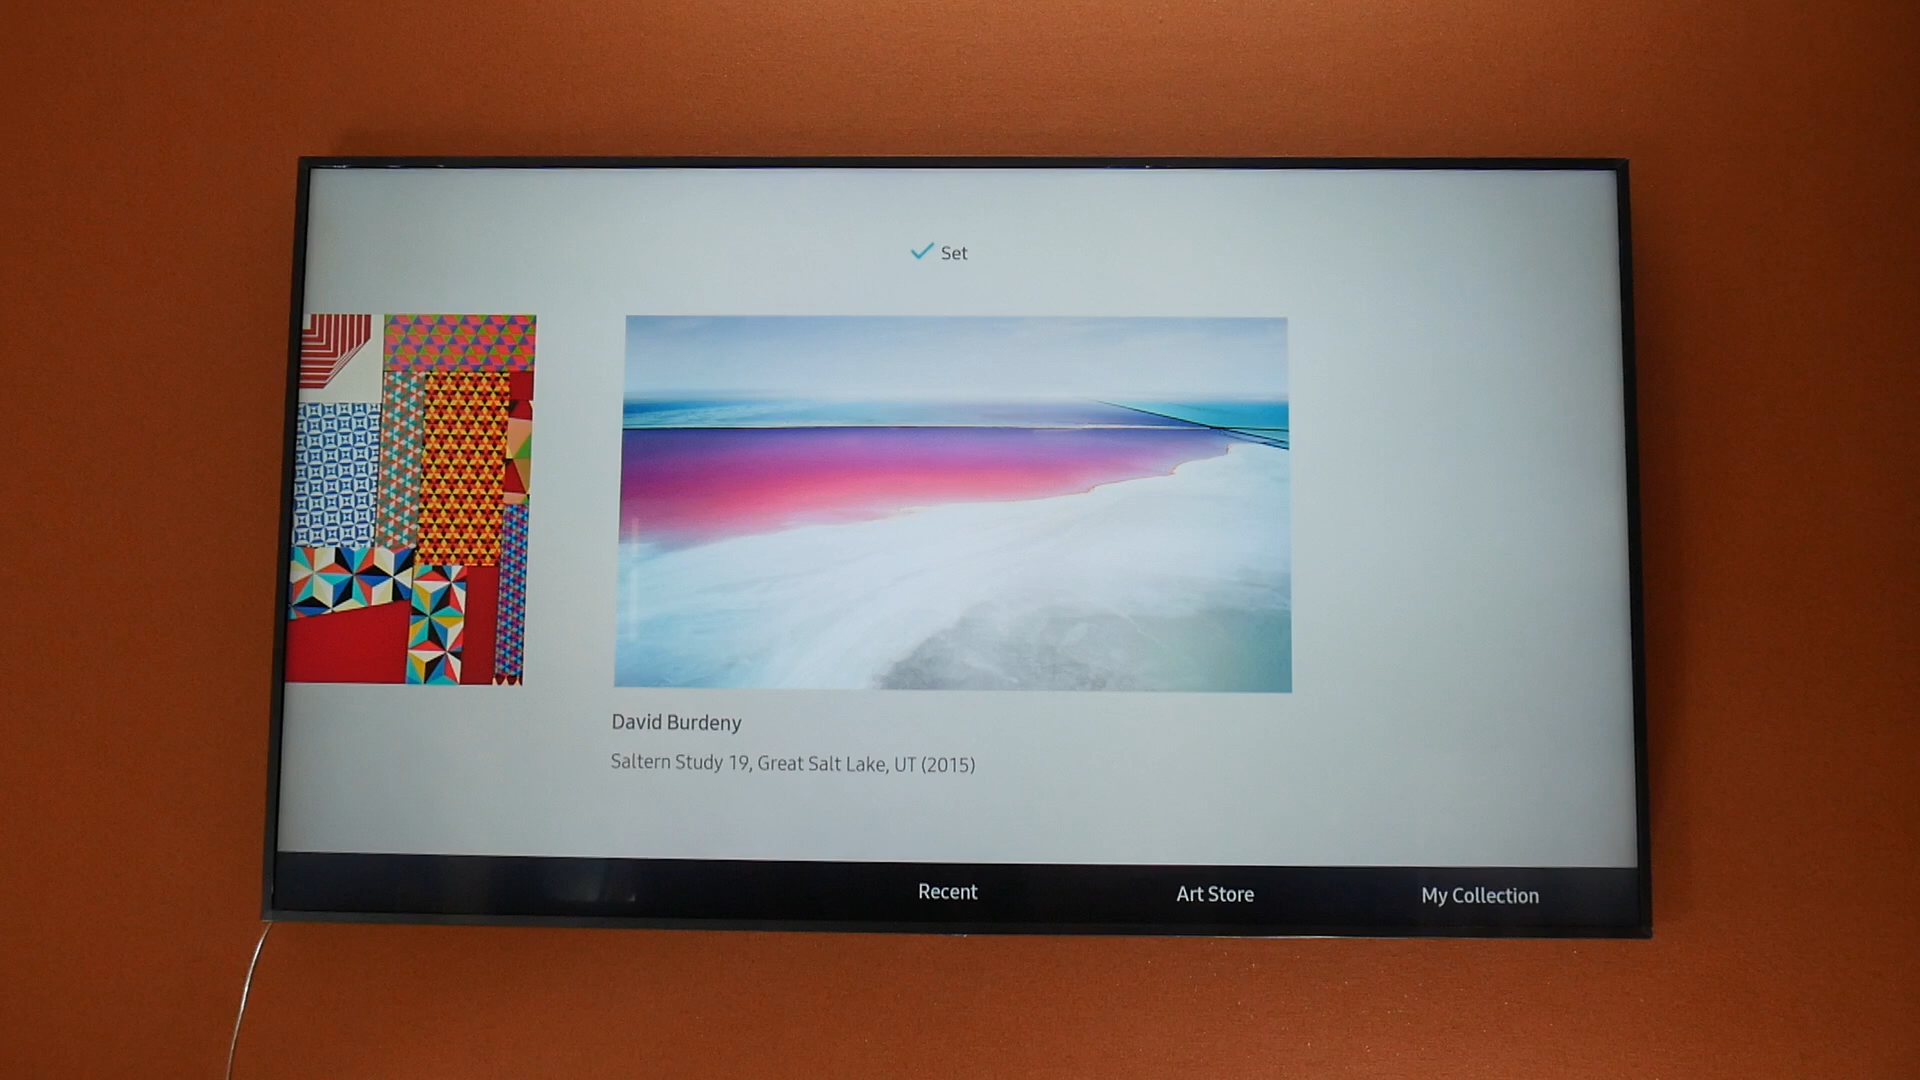 Set
David Burdeny
Saltern Study 19, Great Salt Lake, UT (2015)
Recent
Art Store
My Collection